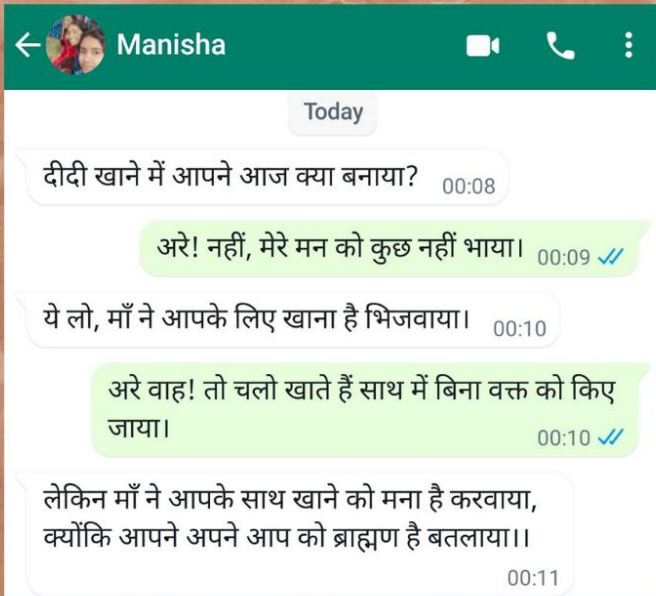 Manisha
Today
दीदी खाने में आपने आज क्या बनाया? 00:08
अरे! नहीं, मेरे मन को कुछ नहीं भाया। 00:09
ये लो, माँ ने आपके लिए खाना है भिजवाया। 00:10
अरे वाह! तो चलो खाते हैं साथ में बिना वक्त को किए
जाया। 00:10
लेकिन माँ ने आपके साथ खाने को मना है करवाया,
क्योंकि आपने अपने आप को ब्राह्मण है बतलाया।।
00:11